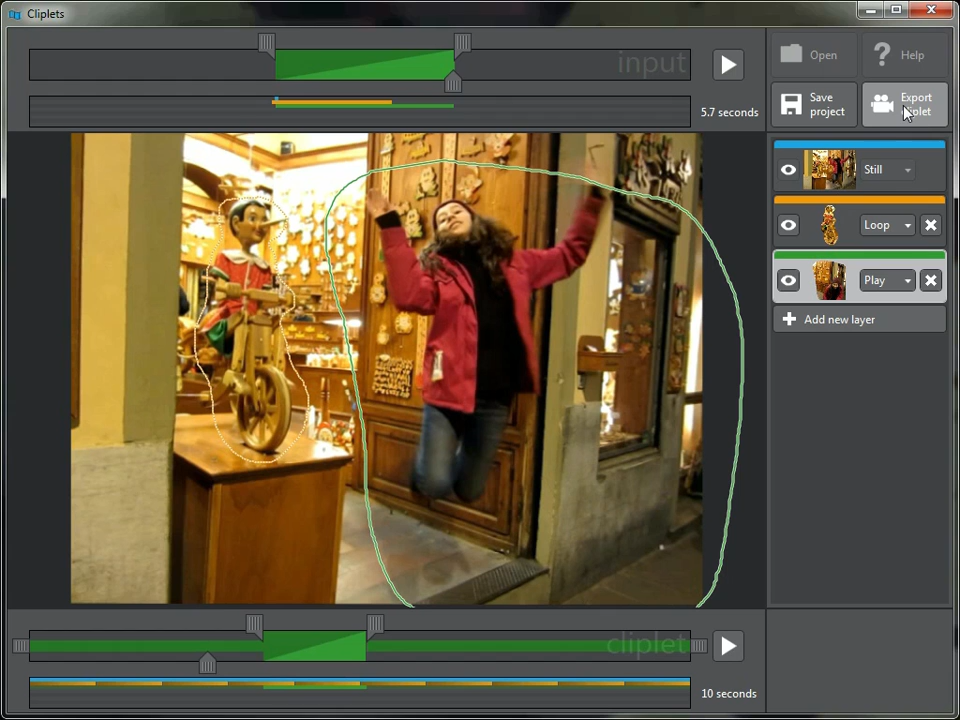 Cliplets
input
Open
Help
5.7 seconds
Save
project
Export
Still
Loop
Play
Add new layer
cliplet
10 seconds